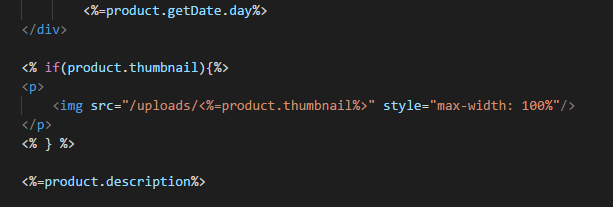 <%=product.getDate.day%>
</div>
<% if(product.thumbnail){%>
<p>
<img src="/uploads/<%=product.thumbnail%>" style="max-width: 100%"/>
</p>
<% } %>
<%=product.description%>